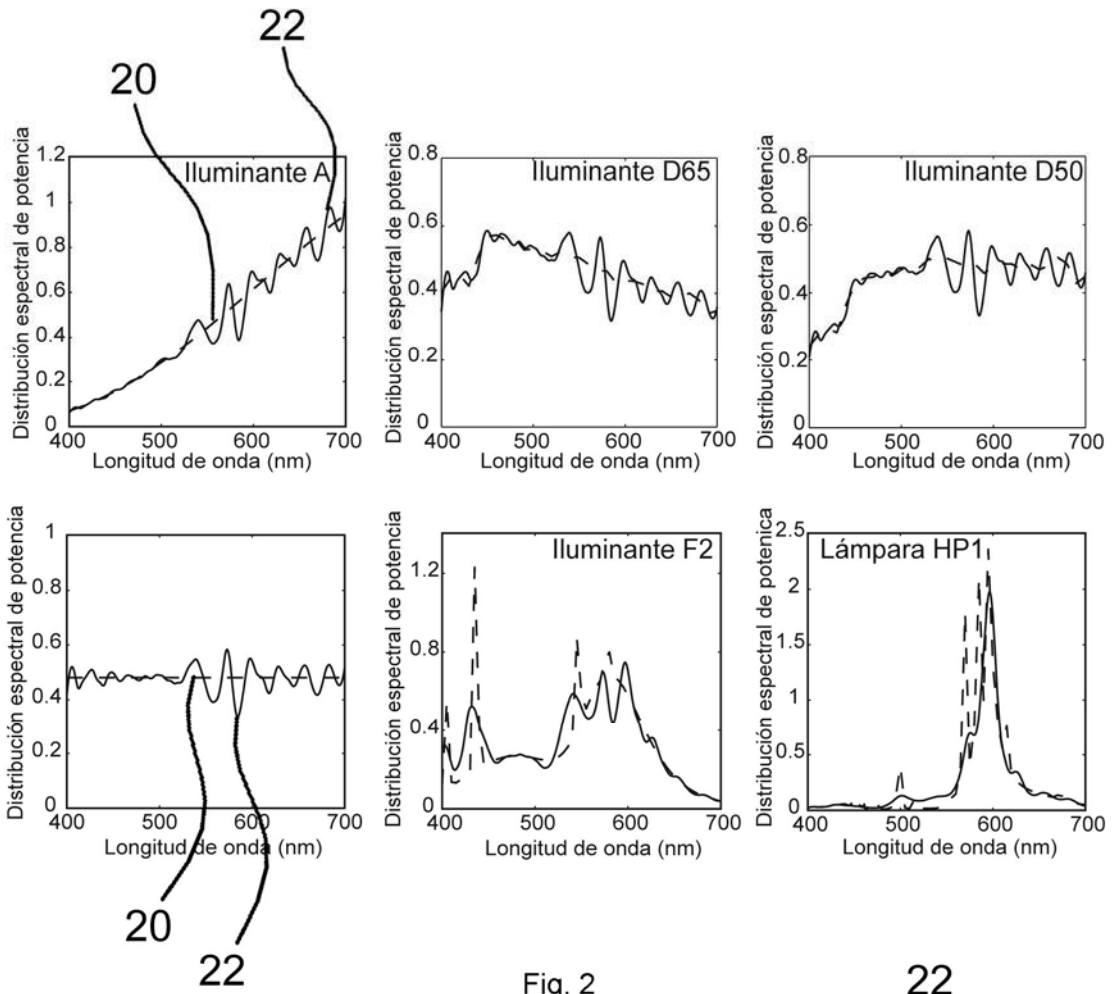 22
20
Distribución espectral de potencia
1.2
1
0.8
0.6
0.4
0.2
0
Iluminante A
400 500 600 700
Longitud de onda (nm)
Distribución espectral de potencia
0.8
0.6
0.4
0.2
0
Iluminante D65
400 500 600 700
Longitud de onda (nm)
Distribución espectral de potencia
0.8
0.6
0.4
0.2
0
Iluminante D50
400 500 600 700
Longitud de onda (nm)
Distribución espectral de potencia
1
0.8
0.6
0.4
0.2
0
400 500 600 700
Longitud de onda (nm)
20
22
Distribución espectral de potencia
1.2
0.8
0.4
0
Iluminante F2
400 500 600 700
Longitud de onda (nm)
Distribución espectral de potenica
2.5
2
1.5
1
0.5
0
Lámpara HP1
400 500 600 700
Longitud de onda (nm)
Fig. 2
22